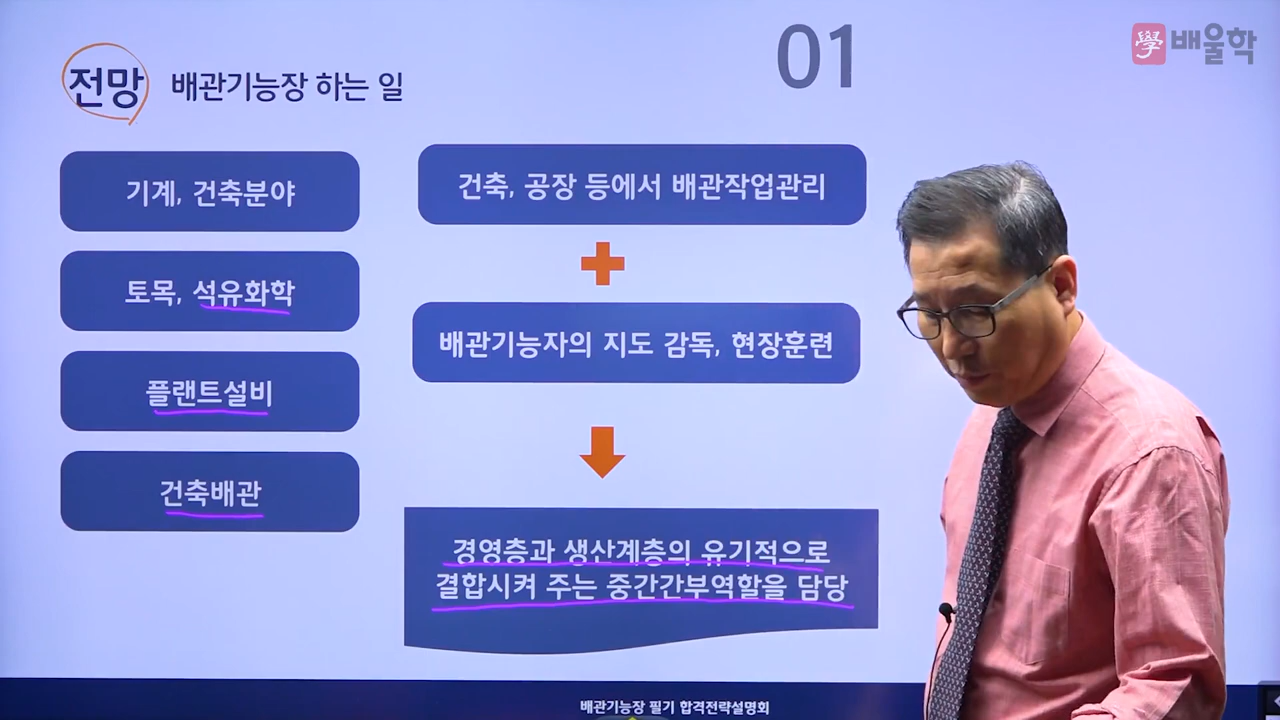 전망 배관기능장 하는 일
01
學 배울학
기계, 건축분야
토목, 석유화학
플랜트설비
건축배관
건축, 공장 등에서 배관작업관리
배관기능자의 지도 감독, 현장훈련
경영층과 생산계층의 유기적으로
결합시켜 주는 중간간부역할을 담당
배관기능장 필기 합격전략설명회